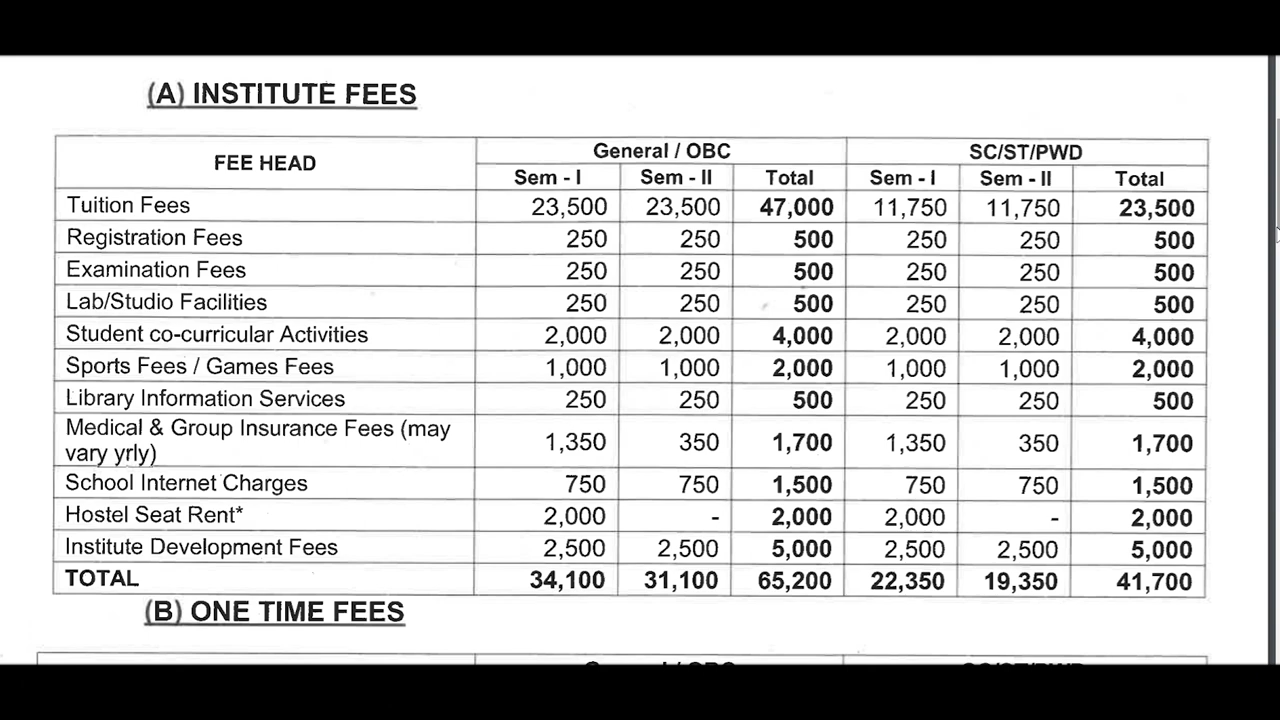 (A) INSTITUTE FEES
FEE HEAD General / OBC SC/ST/PWD
Sem - I Sem - II Total Sem - I Sem - II Total
Tuition Fees 23,500 23,500 47,000 11,750 11,750 23,500
Registration Fees 250 250 500 250 250 500
Examination Fees 250 250 500 250 250 500
Lab/Studio Facilities 250 250 500 250 250 500
Student co-curricular Activities 2,000 2,000 4,000 2,000 2,000 4,000
Sports Fees / Games Fees 1,000 1,000 2,000 1,000 1,000 2,000
Library Information Services 250 250 500 250 250 500
Medical & Group Insurance Fees (may
vary yrly) 1,350 350 1,700 1,350 350 1,700
School Internet Charges 750 750 1,500 750 750 1,500
Hostel Seat Rent* 2,000 - 2,000 2,000 - 2,000
Institute Development Fees 2,500 2,500 5,000 2,500 2,500 5,000
TOTAL 34,100 31,100 65,200 22,350 19,350 41,700
(B) ONE TIME FEES